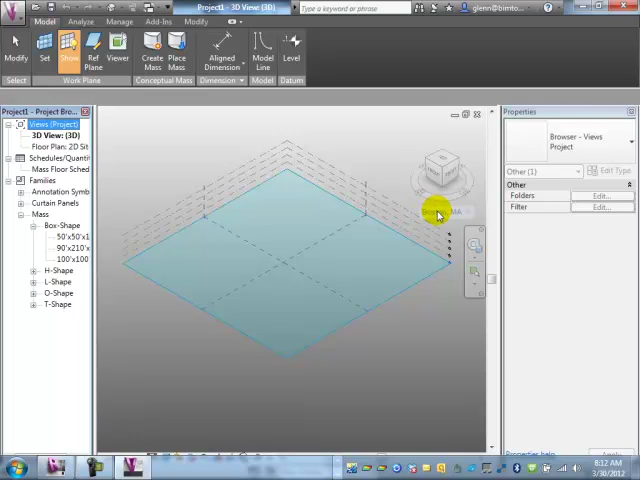 Project1 - 3D View: {3D}
Type a keyword or phrase
glenn@bimto...
Model Analyze Manage Add-Ins Modify
Modify Set Show Ref Plane Viewer Create Mass Place Mass Aligned Dimension Model Line Level
Select Work Plane Conceptual Mass Dimension Model Datum
Project1 - Project Bro...
Views (Project)
3D View: {3D}
Floor Plan: 2D Sit
Schedules/Quantit
Mass Floor Sched
Families
Annotation Symb
Curtain Panels
Mass
Box-Shape
50'x50'x1
90'x210'x
100'x100
H-Shape
L-Shape
O-Shape
T-Shape
Properties
Browser - Views
Project
Other (1)
Edit Type
Other
Folders Edit...
Filter Edit...
Properties help
Apply
8:12 AM
3/30/2012